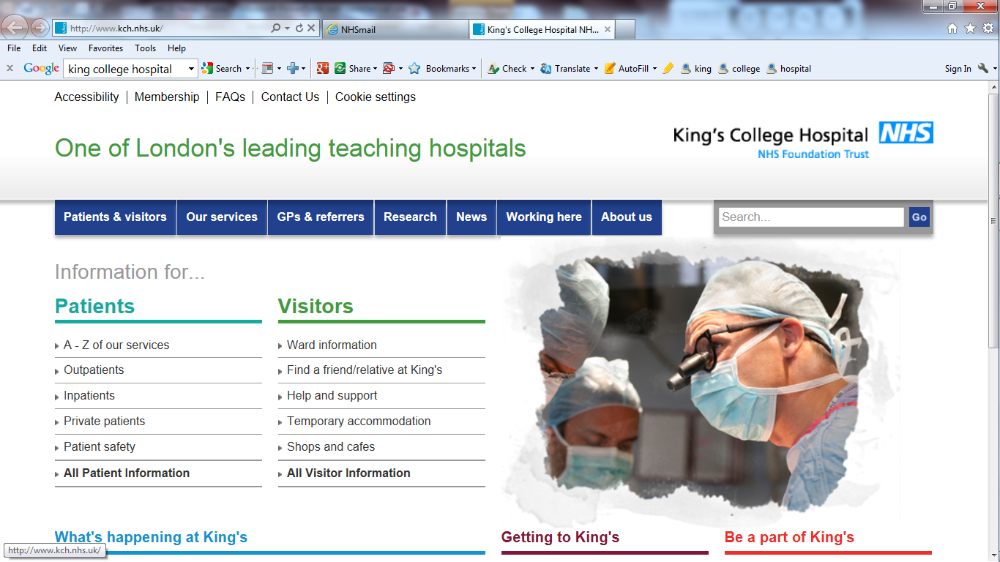 http://www.kch.nhs.uk/
NHSmail
King's College Hospital NH...
File Edit View Favorites Tools Help
x Google king college hospital Search Share Bookmarks Check Translate AutoFill king college hospital Sign In
Accessibility | Membership | FAQs | Contact Us | Cookie settings
One of London's leading teaching hospitals
King's College Hospital NHS
NHS Foundation Trust
Patients & visitors Our services GPs & referrers Research News Working here About us
Search... Go
Information for...
Patients
A - Z of our services
Outpatients
Inpatients
Private patients
Patient safety
All Patient Information
Visitors
Ward information
Find a friend/relative at King's
Help and support
Temporary accommodation
Shops and cafes
All Visitor Information
What's happening at King's
Getting to King's
Be a part of King's
http://www.kch.nhs.uk/